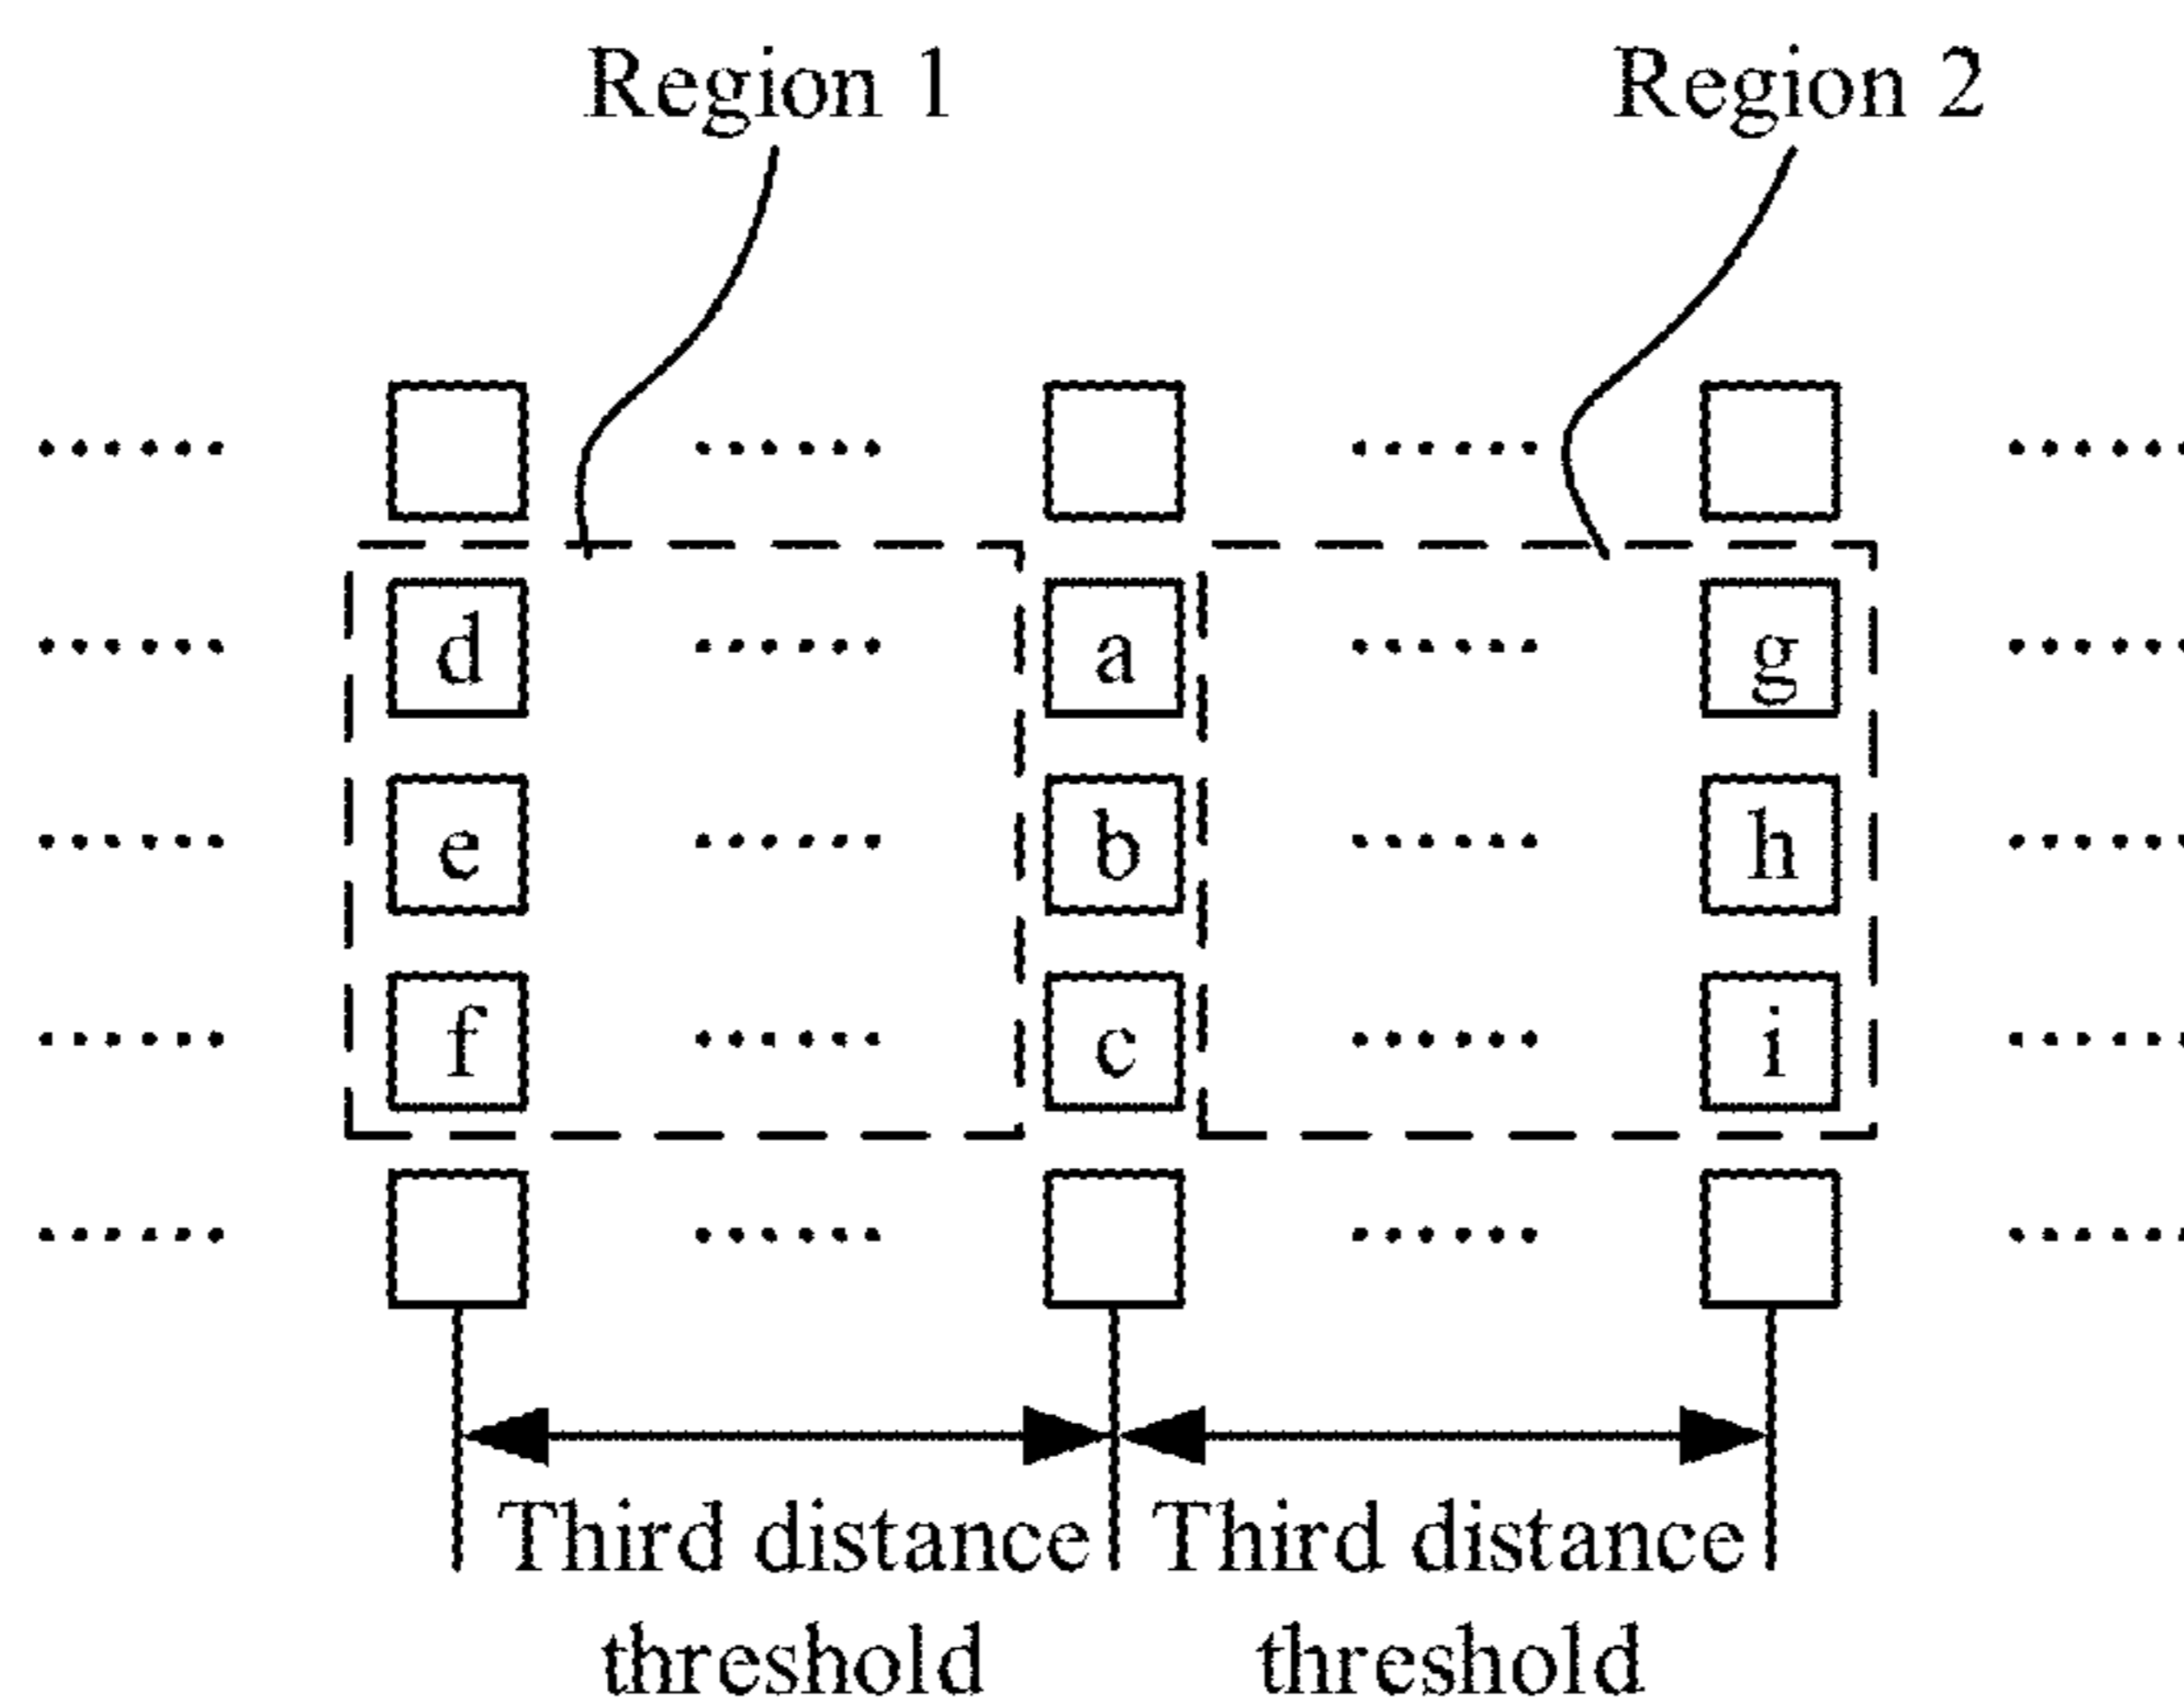 Region 1 Region 2
...... ...... ...... ......
...... d ...... a ...... g ......
...... e ...... b ...... h ......
...... f ...... c ...... i ......
...... ...... ...... ......
Third distance Third distance
threshold threshold